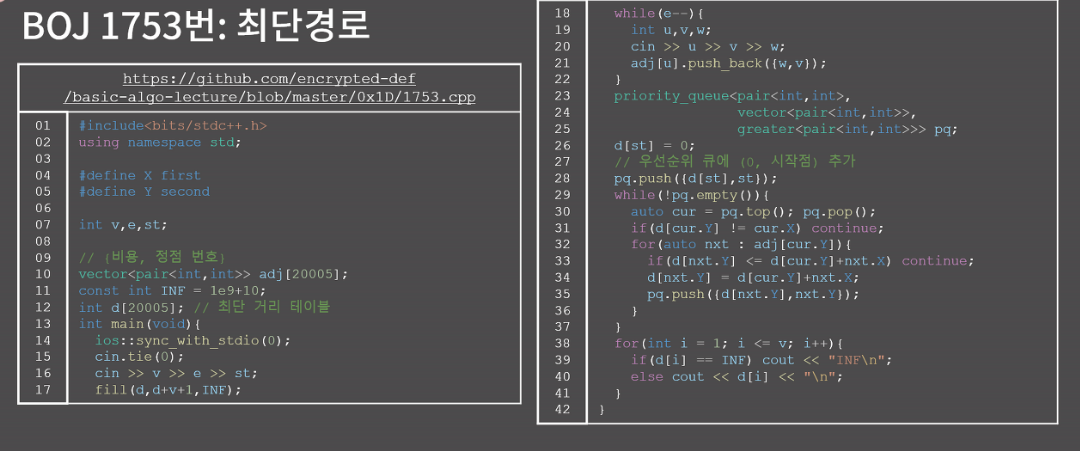 BOJ 1753번: 최단경로
https://github.com/encrypted-def
/basic-algo-lecture/blob/master/0x1D/1753.cpp
01 #include<bits/stdc++.h>
02 using namespace std;
03
04 #define X first
05 #define Y second
06
07 int v,e,st;
08
09 // {비용, 정점 번호}
10 vector<pair<int,int>> adj[20005];
11 const int INF = 1e9+10;
12 int d[20005]; // 최단 거리 테이블
13 int main(void){
14   ios::sync_with_stdio(0);
15   cin.tie(0);
16   cin >> v >> e >> st;
17   fill(d,d+v+1,INF);
18   while(e--){
19     int u,v,w;
20     cin >> u >> v >> w;
21     adj[u].push_back({w,v});
22   }
23   priority_queue<pair<int,int>,
24                  vector<pair<int,int>>,
25                  greater<pair<int,int>>> pq;
26   d[st] = 0;
27   // 우선순위 큐에 (0, 시작점) 추가
28   pq.push({d[st],st});
29   while(!pq.empty()){
30     auto cur = pq.top(); pq.pop();
31     if(d[cur.Y] != cur.X) continue;
32     for(auto nxt : adj[cur.Y]){
33       if(d[nxt.Y] <= d[cur.Y]+nxt.X) continue;
34       d[nxt.Y] = d[cur.Y]+nxt.X;
35       pq.push({d[nxt.Y],nxt.Y});
36     }
37   }
38   for(int i = 1; i <= v; i++){
39     if(d[i] == INF) cout << "INF\n";
40     else cout << d[i] << "\n";
41   }
42 }